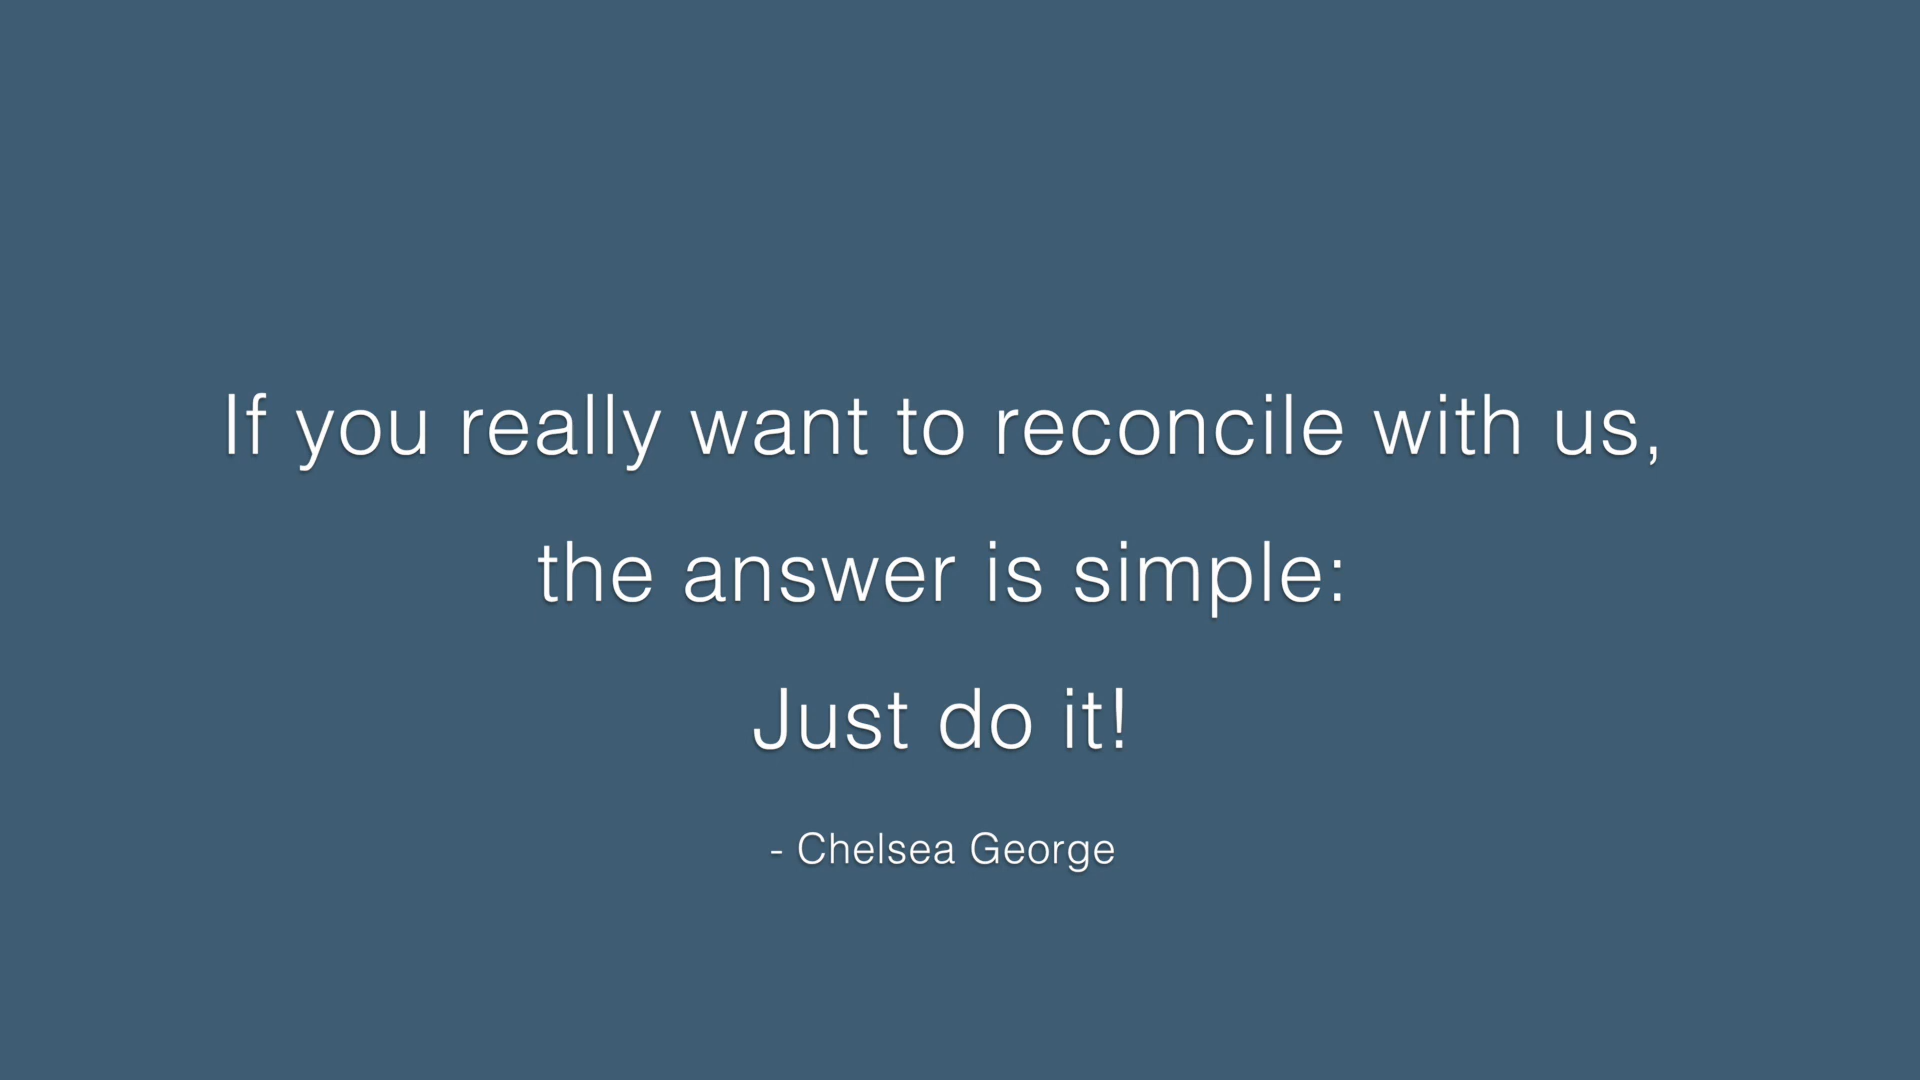 If you really want to reconcile with us,
the answer is simple:
Just do it!
- Chelsea George